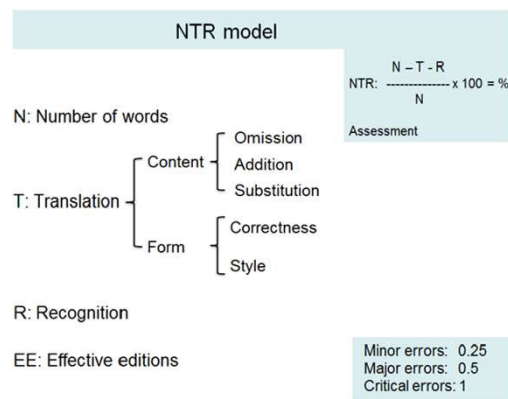 NTR model
N – T - R
NTR: -------------- x 100 = %
N
Assessment
N: Number of words
Omission
Content
Addition
Substitution
T: Translation
Correctness
Form
Style
R: Recognition
EE: Effective editions
Minor errors: 0.25
Major errors: 0.5
Critical errors: 1